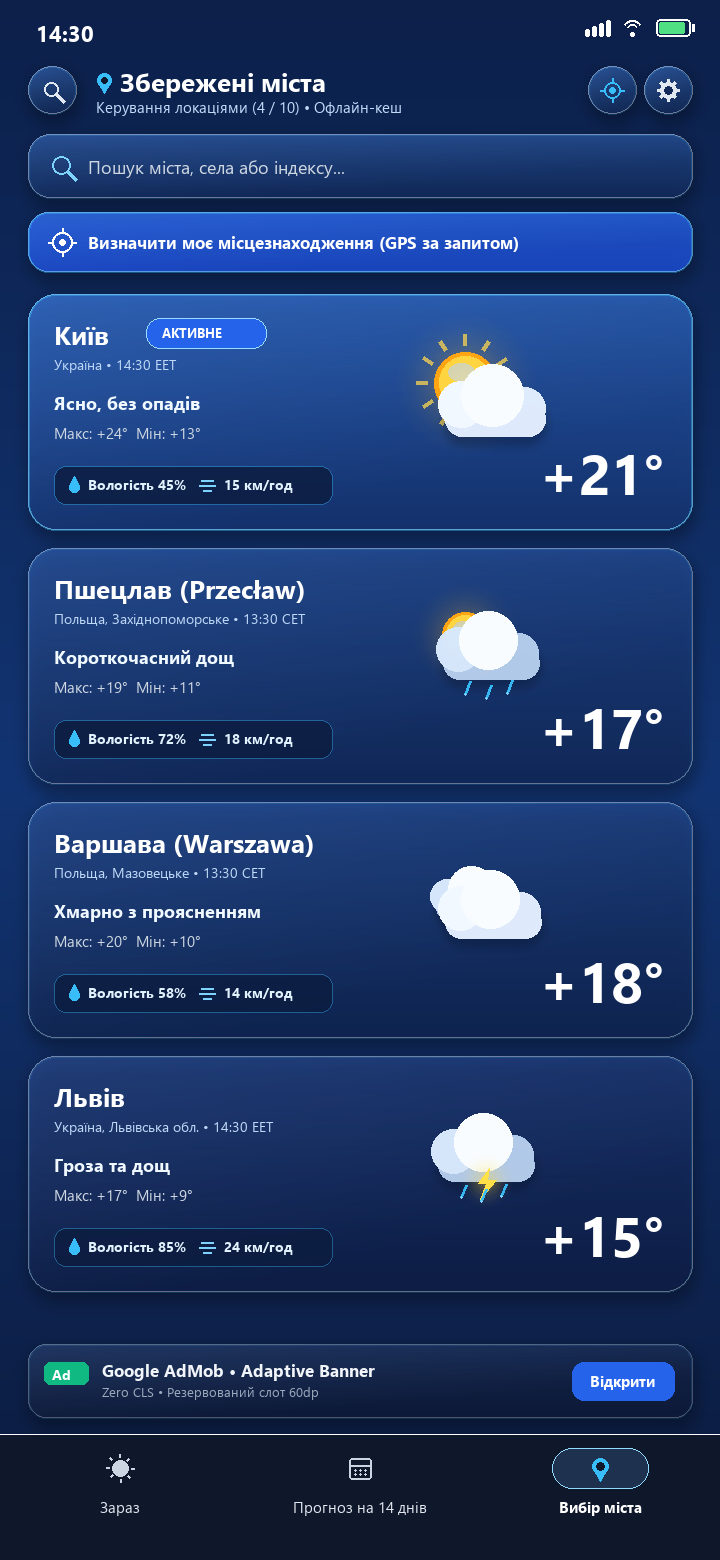 14:30
Збережені міста
Керування локаціями (4 / 10) • Офлайн-кеш
Пошук міста, села або індексу...
Визначити моє місцезнаходження (GPS за запитом)
Київ АКТИВНЕ
Україна • 14:30 EET
Ясно, без опадів
Макс: +24° Мін: +13°
Вологість 45% 15 км/год
+21°
Пшецлав (Przecław)
Польща, Західнопоморське • 13:30 CET
Короткочасний дощ
Макс: +19° Мін: +11°
Вологість 72% 18 км/год
+17°
Варшава (Warszawa)
Польща, Мазовецьке • 13:30 CET
Хмарно з проясненням
Макс: +20° Мін: +10°
Вологість 58% 14 км/год
+18°
Львів
Україна, Львівська обл. • 14:30 EET
Гроза та дощ
Макс: +17° Мін: +9°
Вологість 85% 24 км/год
+15°
Ad Google AdMob • Adaptive Banner
Zero CLS • Резервований слот 60dp
Відкрити
Зараз Прогноз на 14 днів Вибір міста